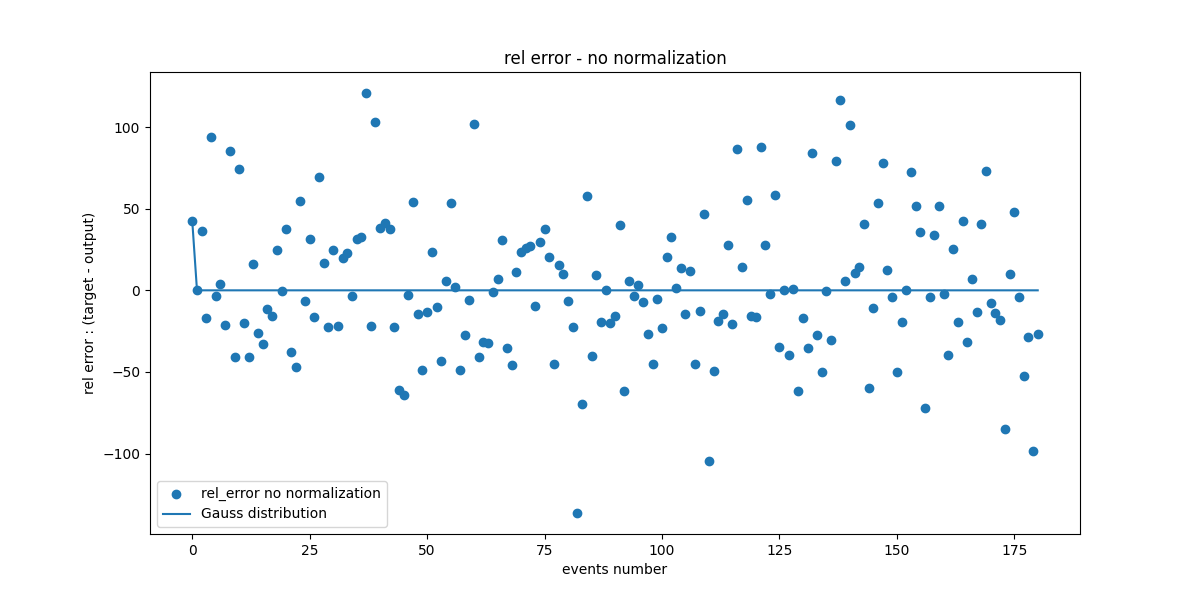 rel error - no normalization
rel error : (target - output)
100
50
0
−50
−100
rel_error no normalization
Gauss distribution
0 25 50 75 100 125 150 175
events number